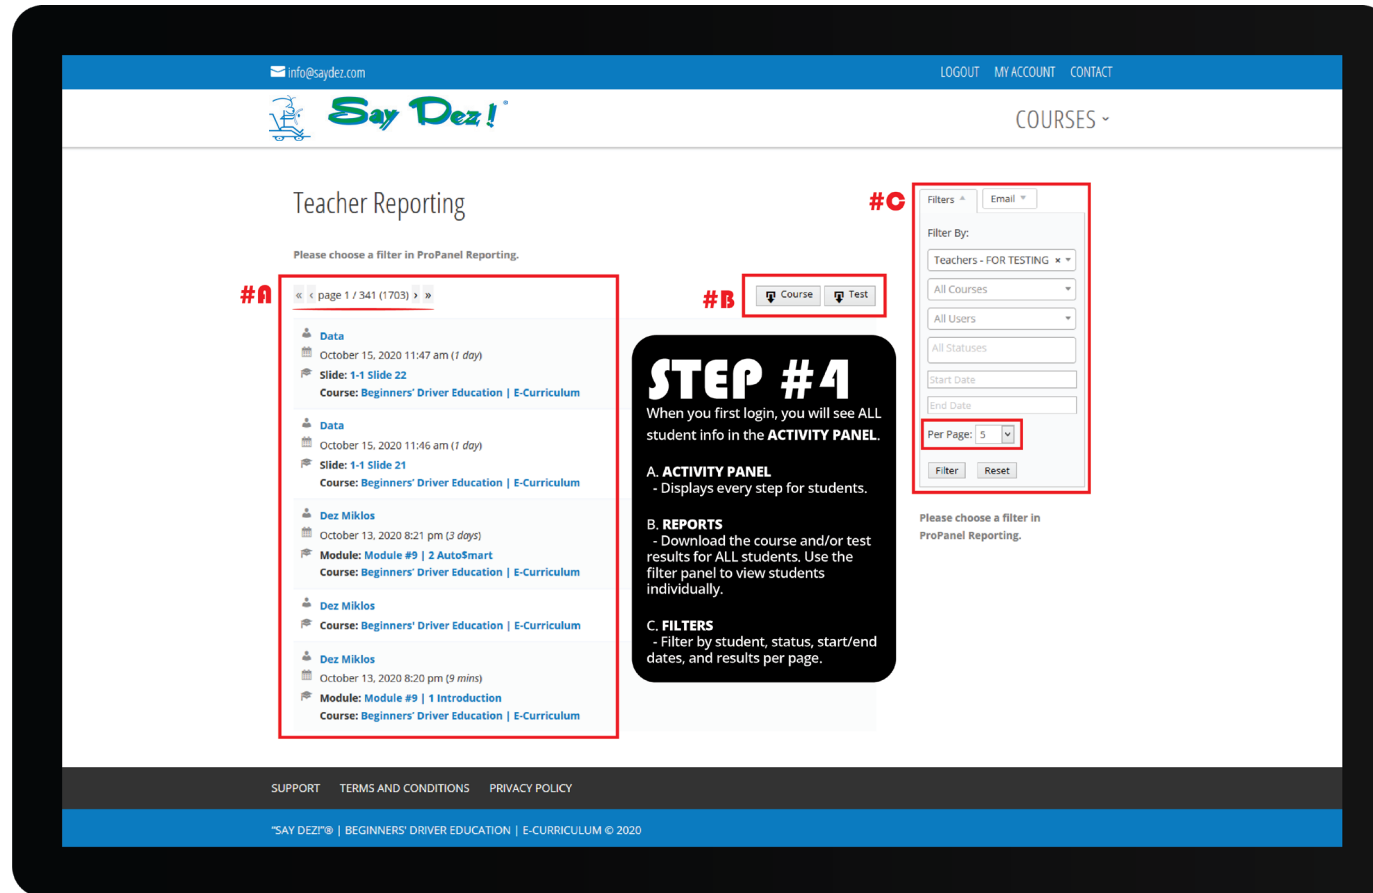 info@saydez.com
LOGOUT MY ACCOUNT CONTACT
Say Dez!
COURSES
Teacher Reporting
Please choose a filter in ProPanel Reporting.
#A
« ‹ page 1 / 341 (1703) › »
Data
October 15, 2020 11:47 am (1 day)
Slide: 1-1 Slide 22
Course: Beginners' Driver Education | E-Curriculum
Data
October 15, 2020 11:46 am (1 day)
Slide: 1-1 Slide 21
Course: Beginners' Driver Education | E-Curriculum
Dez Miklos
October 13, 2020 8:21 pm (3 days)
Module: Module #9 | 2 Auto$mart
Course: Beginners' Driver Education | E-Curriculum
Dez Miklos
Course: Beginners' Driver Education | E-Curriculum
Dez Miklos
October 13, 2020 8:20 pm (9 mins)
Module: Module #9 | 1 Introduction
Course: Beginners' Driver Education | E-Curriculum
#B
Course Test
STEP #4
When you first login, you will see ALL
student info in the ACTIVITY PANEL.
A. ACTIVITY PANEL
- Displays every step for students.
B. REPORTS
- Download the course and/or test
results for ALL students. Use the
filter panel to view students
individually.
C. FILTERS
- Filter by student, status, start/end
dates, and results per page.
#C
Filters Email
Filter By:
Teachers - FOR TESTING ×
All Courses
All Users
All Statuses
Start Date
End Date
Per Page: 5
Filter Reset
Please choose a filter in
ProPanel Reporting.
SUPPORT TERMS AND CONDITIONS PRIVACY POLICY
"SAY DEZ!"® | BEGINNERS' DRIVER EDUCATION | E-CURRICULUM © 2020